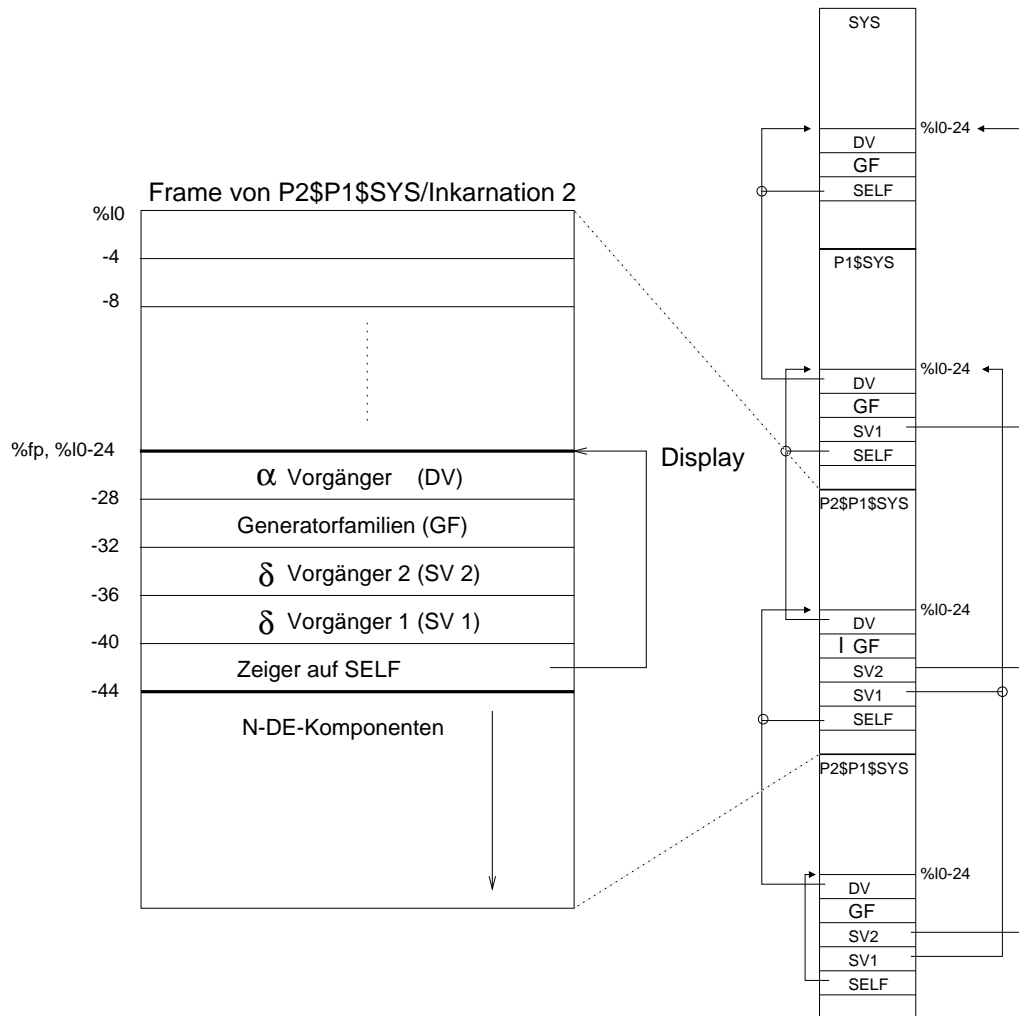 Frame von P2$P1$SYS/Inkarnation 2
%l0
-4
-8
%fp, %l0-24
α Vorgänger (DV)
-28
Generatorfamilien (GF)
-32
δ Vorgänger 2 (SV 2)
-36
δ Vorgänger 1 (SV 1)
-40
Zeiger auf SELF
-44
N-DE-Komponenten
Display
SYS
%l0-24
DV
GF
SELF
P1$SYS
%l0-24
DV
GF
SV1
SELF
P2$P1$SYS
%l0-24
DV
I GF
SV2
SV1
SELF
P2$P1$SYS
%l0-24
DV
GF
SV2
SV1
SELF